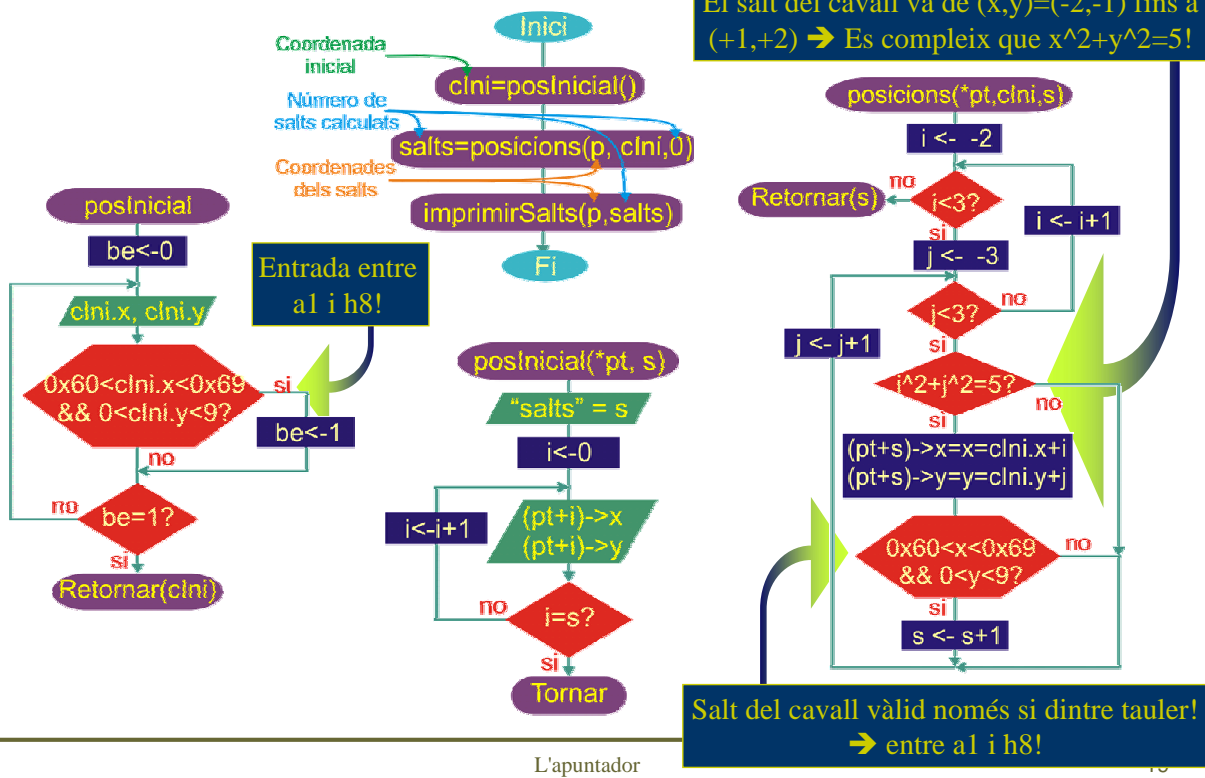 El salt del cavall va de (x,y)=(-2,-1) fins a
(+1,+2) ➔ Es compleix que x^2+y^2=5!
Inici
Coordenada
inicial
cIni=posInicial()
Número de
salts calculats
salts=posicions(p, cIni,0)
Coordenades
dels salts
imprimirSalts(p,salts)
Fi
posInicial
be<-0
cIni.x, cIni.y
0x60<cIni.x<0x69
&& 0<cIni.y<9?
si
be<-1
no
be=1?
no
si
Retornar(cIni)
Entrada entre
a1 i h8!
posInicial(*pt, s)
“salts” = s
i<-0
i<-i+1
(pt+i)->x
(pt+i)->y
no
i=s?
si
Tornar
posicions(*pt,cIni,s)
i <- -2
no
Retornar(s)
i<3?
i <- i+1
si
j <- -3
j<3?
no
j <- j+1
si
i^2+j^2=5?
no
si
(pt+s)->x=x=cIni.x+i
(pt+s)->y=y=cIni.y+j
0x60<x<0x69
&& 0<y<9?
no
si
s <- s+1
Salt del cavall vàlid només si dintre tauler!
➔ entre a1 i h8!
L'apuntador